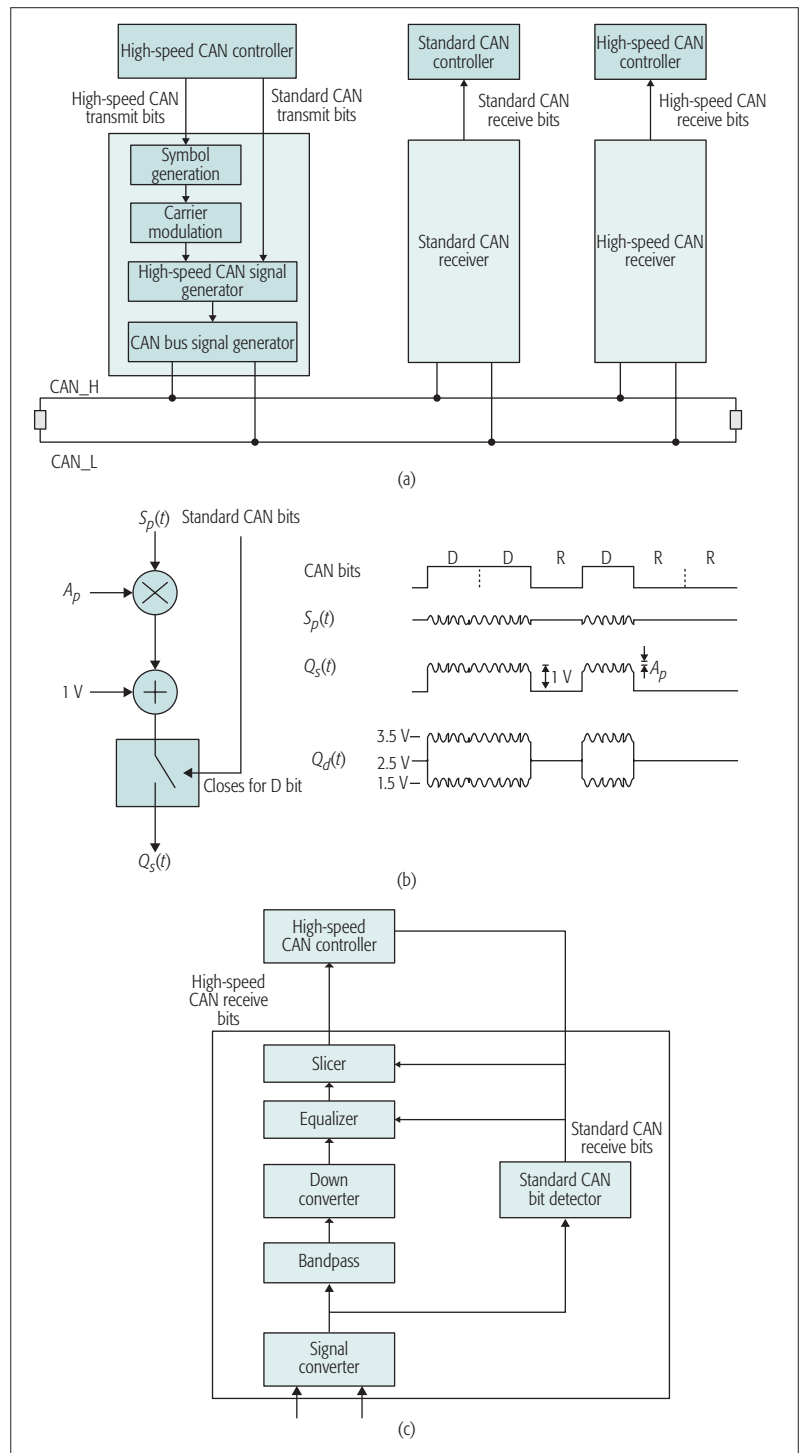 High-speed CAN controller
Standard CAN
controller
High-speed CAN
controller
High-speed CAN
transmit bits
Standard CAN
transmit bits
Standard CAN
receive bits
High-speed CAN
receive bits
Symbol
generation
Carrier
modulation
High-speed CAN signal
generator
CAN bus signal generator
Standard CAN
receiver
High-speed CAN
receiver
CAN_H
CAN_L
(a)
Sp(t)
Standard CAN bits
Ap
1 V
Closes for D bit
Qs(t)
CAN bits
D D R D R R
Sp(t)
Qs(t)
1 V
Ap
Qd(t)
3.5 V
2.5 V
1.5 V
(b)
High-speed
CAN controller
High-speed
CAN receive
bits
Slicer
Equalizer
Down
converter
Bandpass
Signal
converter
Standard CAN
receive bits
Standard CAN
bit detector
(c)